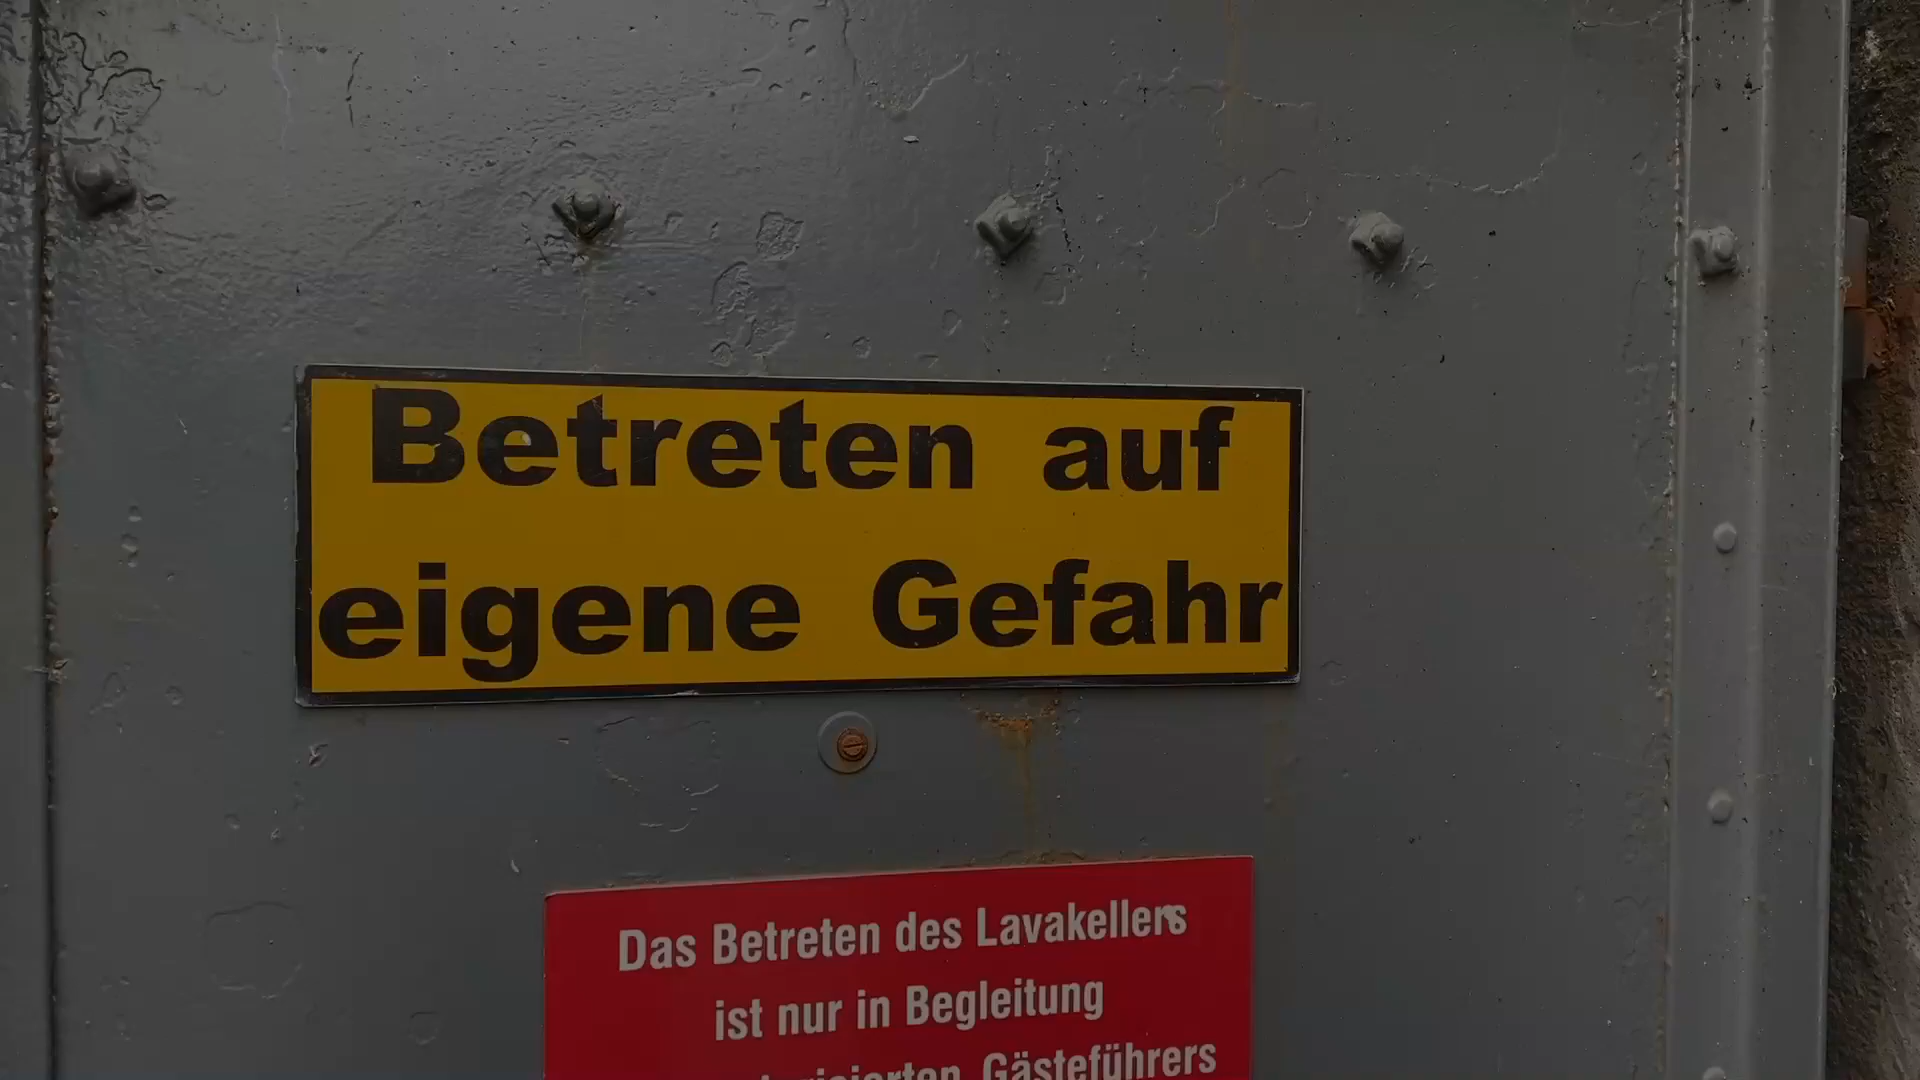 Betreten auf
eigene Gefahr
Das Betreten des Lavakellers
ist nur in Begleitung
Gästeführers